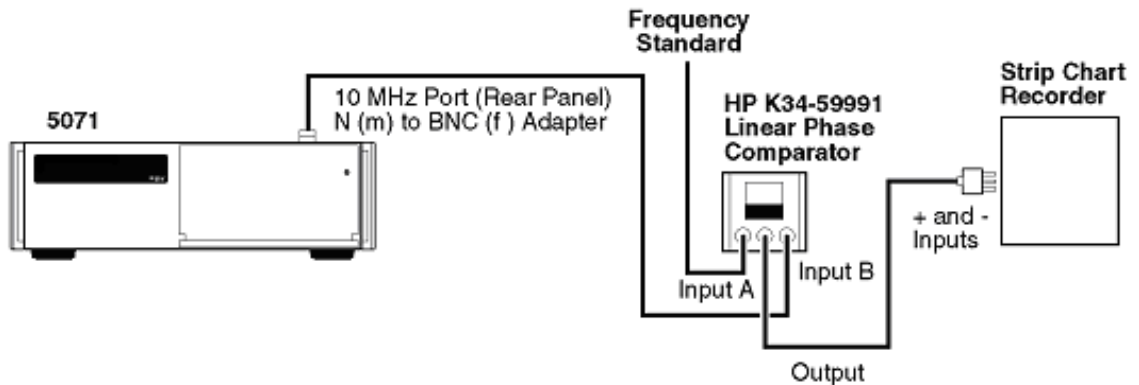 Frequency
Standard
10 MHz Port (Rear Panel)
N (m) to BNC (f ) Adapter
5071
HP K34-59991
Linear Phase
Comparator
Strip Chart
Recorder
+ and -
Inputs
Input A
Input B
Output